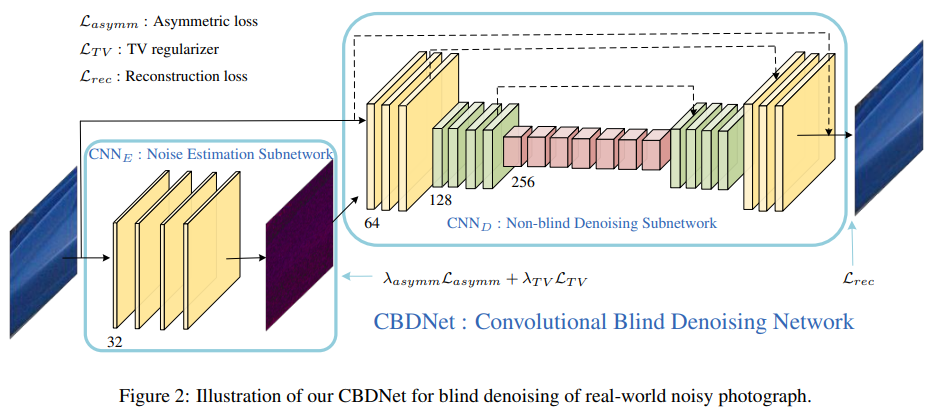 ℒ_asymm : Asymmetric loss
ℒ_TV : TV regularizer
ℒ_rec : Reconstruction loss
CNN_E : Noise Estimation Subnetwork
32
64
128
256
CNN_D : Non-blind Denoising Subnetwork
λ_asymm ℒ_asymm + λ_TV ℒ_TV
ℒ_rec
CBDNet : Convolutional Blind Denoising Network
Figure 2: Illustration of our CBDNet for blind denoising of real-world noisy photograph.